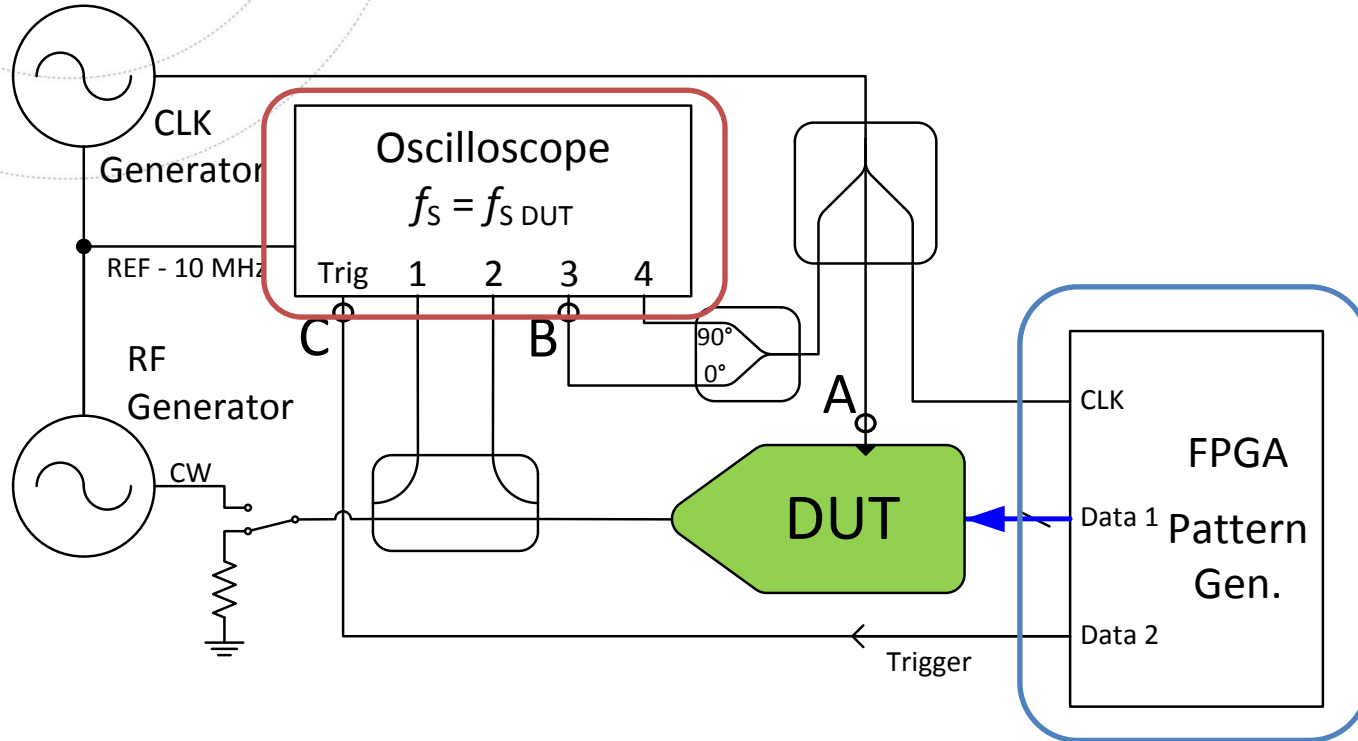 CLK
Generator
Oscilloscope
fS = fS DUT
REF - 10 MHz
Trig 1 2 3 4
C
B
90°
0°
A
RF
Generator
CW
DUT
CLK
FPGA
Data 1
Pattern
Gen.
Data 2
Trigger